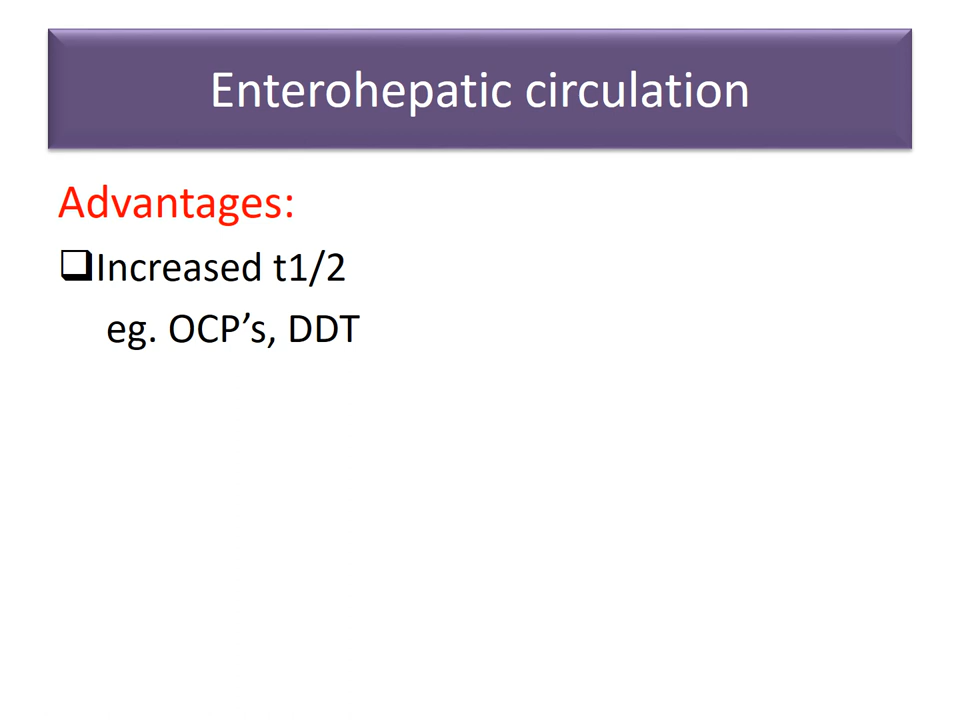 Enterohepatic circulation
Advantages:
❑Increased t1/2
eg. OCP’s, DDT